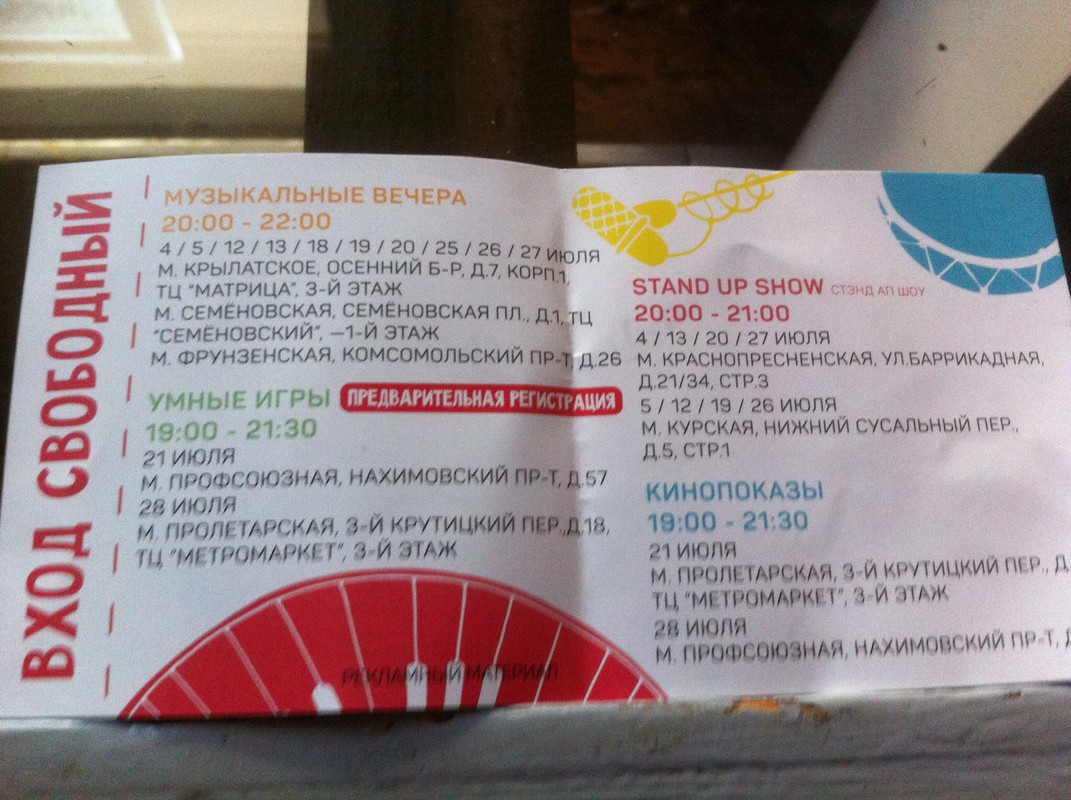 ВХОД СВОБОДНЫЙ
МУЗЫКАЛЬНЫЕ ВЕЧЕРА
20:00 - 22:00
4 / 5 / 12 / 13 / 18 / 19 / 20 / 25 / 26 / 27 ИЮЛЯ
М. КРЫЛАТСКОЕ, ОСЕННИЙ Б-Р, Д.7, КОРП.1,
ТЦ "МАТРИЦА", 3-Й ЭТАЖ
М. СЕМЁНОВСКАЯ, СЕМЁНОВСКАЯ ПЛ., Д.1, ТЦ
"СЕМЁНОВСКИЙ", —1-Й ЭТАЖ
М. ФРУНЗЕНСКАЯ, КОМСОМОЛЬСКИЙ ПР-Т, Д.26
УМНЫЕ ИГРЫ ПРЕДВАРИТЕЛЬНАЯ РЕГИСТРАЦИЯ
19:00 - 21:30
21 ИЮЛЯ
М. ПРОФСОЮЗНАЯ, НАХИМОВСКИЙ ПР-Т, Д.57
28 ИЮЛЯ
М. ПРОЛЕТАРСКАЯ, 3-Й КРУТИЦКИЙ ПЕР.,Д.18,
ТЦ "МЕТРОМАРКЕТ", 3-Й ЭТАЖ
РЕКЛАМНЫЙ МАТЕРИАЛ
STAND UP SHOW СТЭНД АП ШОУ
20:00 - 21:00
4 / 13 / 20 / 27 ИЮЛЯ
М. КРАСНОПРЕСНЕНСКАЯ, УЛ.БАРРИКАДНАЯ,
Д.21/34, СТР.3
5 / 12 / 19 / 26 ИЮЛЯ
М. КУРСКАЯ, НИЖНИЙ СУСАЛЬНЫЙ ПЕР.,
Д.5, СТР.1
КИНОПОКАЗЫ
19:00 - 21:30
21 ИЮЛЯ
М. ПРОЛЕТАРСКАЯ, 3-Й КРУТИЦКИЙ ПЕР., Д.
ТЦ "МЕТРОМАРКЕТ", 3-Й ЭТАЖ
28 ИЮЛЯ
М. ПРОФСОЮЗНАЯ, НАХИМОВСКИЙ ПР-Т, Д.